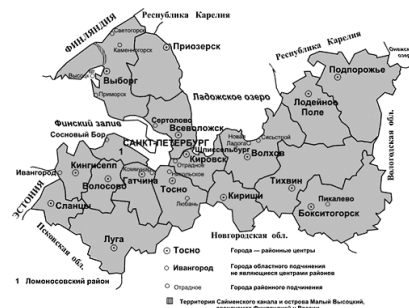 Республика Карелия
ФИНЛЯНДИЯ
Светогорск
Каменногорск
Приозерск
Высоцк
Выборг
Приморск
Республика Карелия
Подпорожье
Ладожское озеро
Лодейное
Поле
Вологодская обл.
Финский залив
Сосновый Бор
Сертолово
Всеволожск
САНКТ-ПЕТЕРБУРГ
1
Шлиссельбург
Новая
Ладога
Сясьстрой
Кировск
Волхов
Отрадное
Никольское
Ивангород
Кингисепп
Коммунар
Гатчина
Волосово
Тосно
Тихвин
ЭСТОНИЯ
Сланцы
Любань
Кириши
Пикалево
Бокситогорск
Псковская обл.
Луга
Новгородская обл.
Тосно Города — районные центры
Ивангород Города областного подчинения
не являющиеся центрами районов
Отрадное Города районного подчинения
1 Ломоносовский район
Территория Сайменского канала и острова Малый Высоцкий,